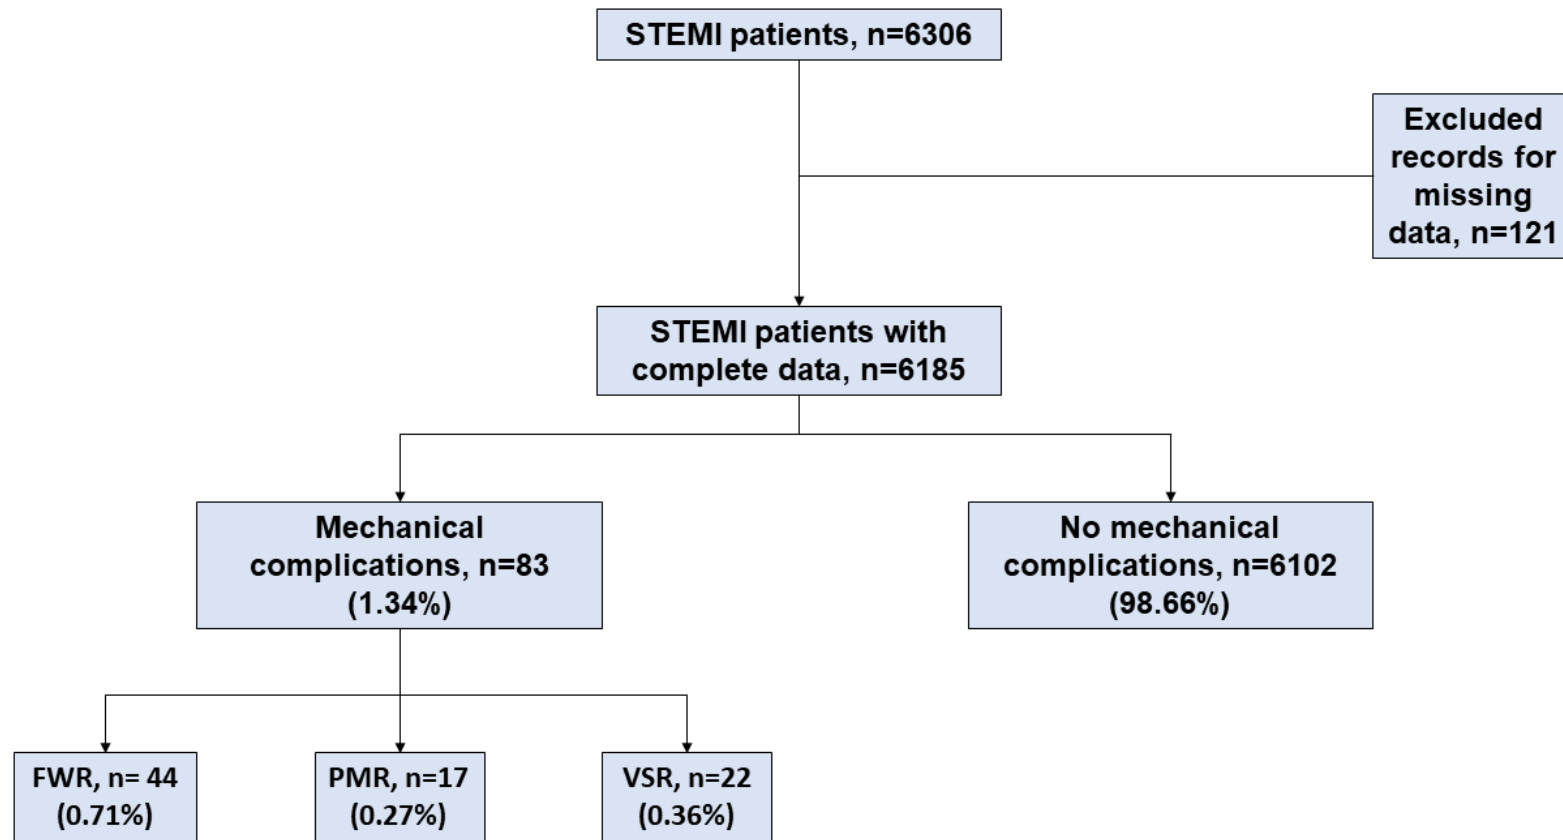 STEMI patients, n=6306
Excluded
records for
missing
data, n=121
STEMI patients with
complete data, n=6185
Mechanical
complications, n=83
(1.34%)
No mechanical
complications, n=6102
(98.66%)
FWR, n= 44
(0.71%)
PMR, n=17
(0.27%)
VSR, n=22
(0.36%)